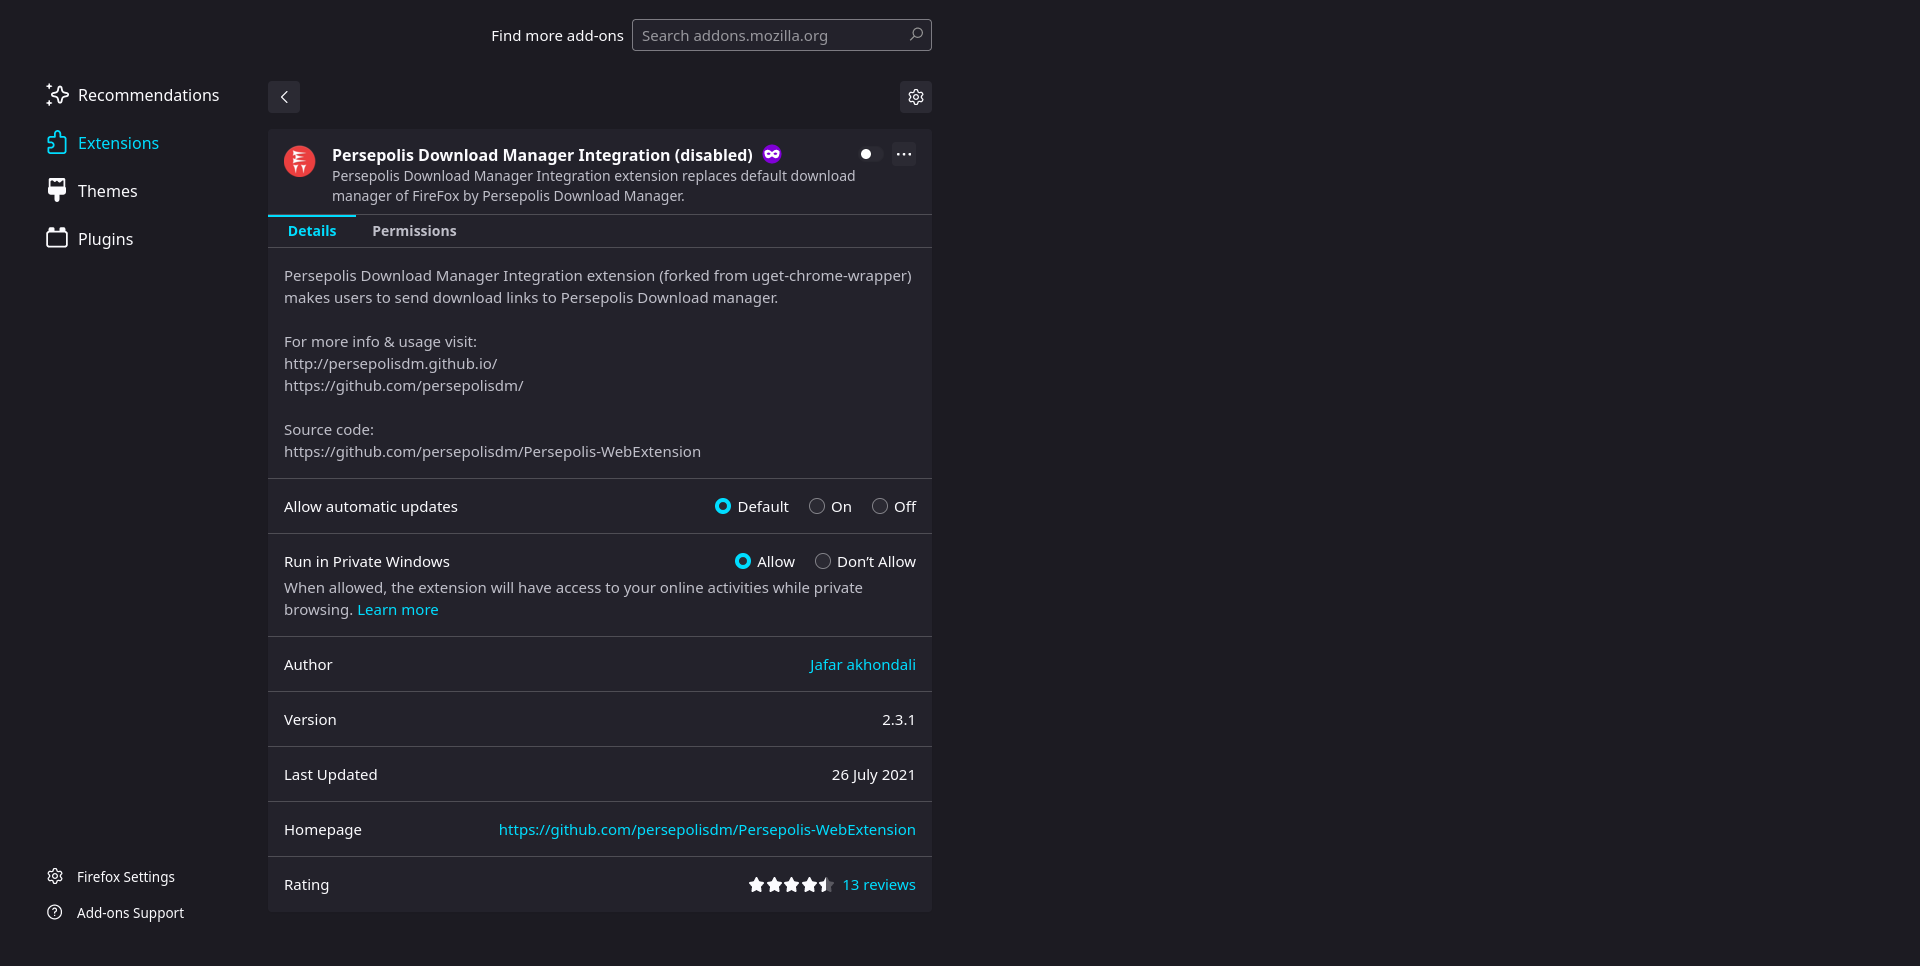 Find more add-ons
Search addons.mozilla.org
Recommendations
Extensions
Themes
Plugins
Persepolis Download Manager Integration (disabled)
Persepolis Download Manager Integration extension replaces default download
manager of FireFox by Persepolis Download Manager.
Details Permissions
Persepolis Download Manager Integration extension (forked from uget-chrome-wrapper)
makes users to send download links to Persepolis Download manager.
For more info & usage visit:
http://persepolisdm.github.io/
https://github.com/persepolisdm/
Source code:
https://github.com/persepolisdm/Persepolis-WebExtension
Allow automatic updates Default On Off
Run in Private Windows Allow Don’t Allow
When allowed, the extension will have access to your online activities while private
browsing. Learn more
Author Jafar akhondali
Version 2.3.1
Last Updated 26 July 2021
Homepage https://github.com/persepolisdm/Persepolis-WebExtension
Rating 13 reviews
Firefox Settings
Add-ons Support